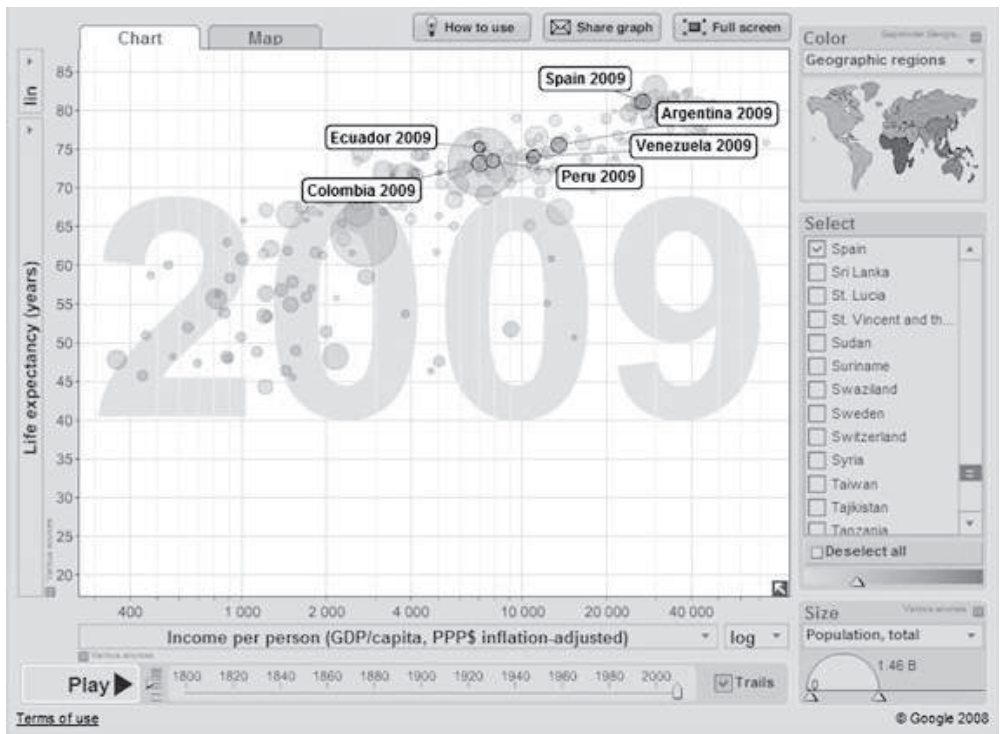 Chart
Map
How to use
Share graph
Full screen
Color
Geographic regions
lin
Life expectancy (years)
85
80
75
70
65
60
55
50
45
40
35
30
25
20
2009
Spain 2009
Argentina 2009
Ecuador 2009
Venezuela 2009
Peru 2009
Colombia 2009
Select
Spain
Sri Lanka
St. Lucia
St. Vincent and th...
Sudan
Suriname
Swaziland
Sweden
Switzerland
Syria
Taiwan
Tajikistan
Tanzania
Deselect all
400 1 000 2 000 4 000 10 000 20 000 40 000
Income per person (GDP/capita, PPP$ inflation-adjusted)
log
Various sources
Size
Various sources
Population, total
1.46 B
0
Play
1800 1820 1840 1860 1880 1900 1920 1940 1960 1980 2000
Trails
Terms of use
© Google 2008